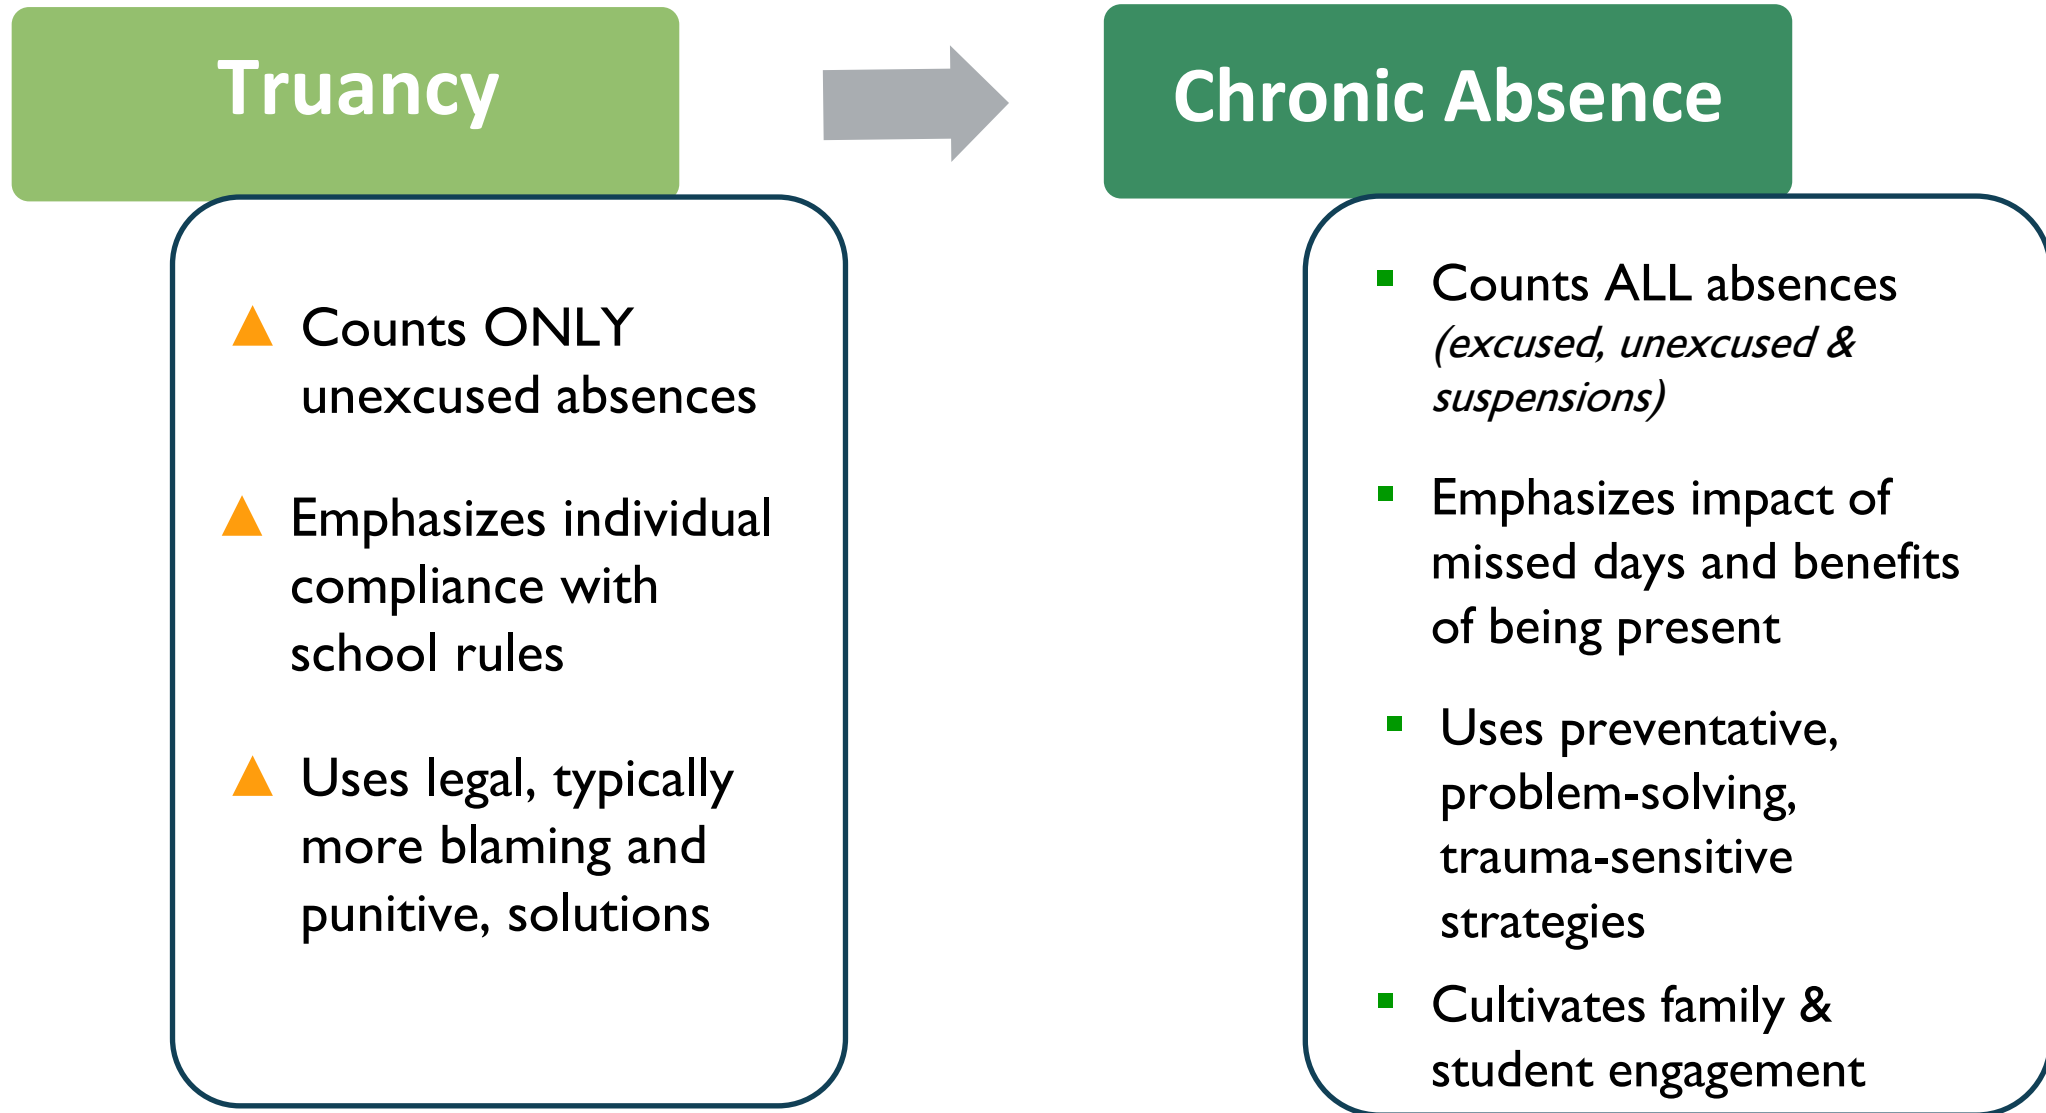 Truancy
Counts ONLY
unexcused absences
Emphasizes individual
compliance with
school rules
Uses legal, typically
more blaming and
punitive, solutions
Chronic Absence
Counts ALL absences
(excused, unexcused &
suspensions)
Emphasizes impact of
missed days and benefits
of being present
Uses preventative,
problem-solving,
trauma-sensitive
strategies
Cultivates family &
student engagement